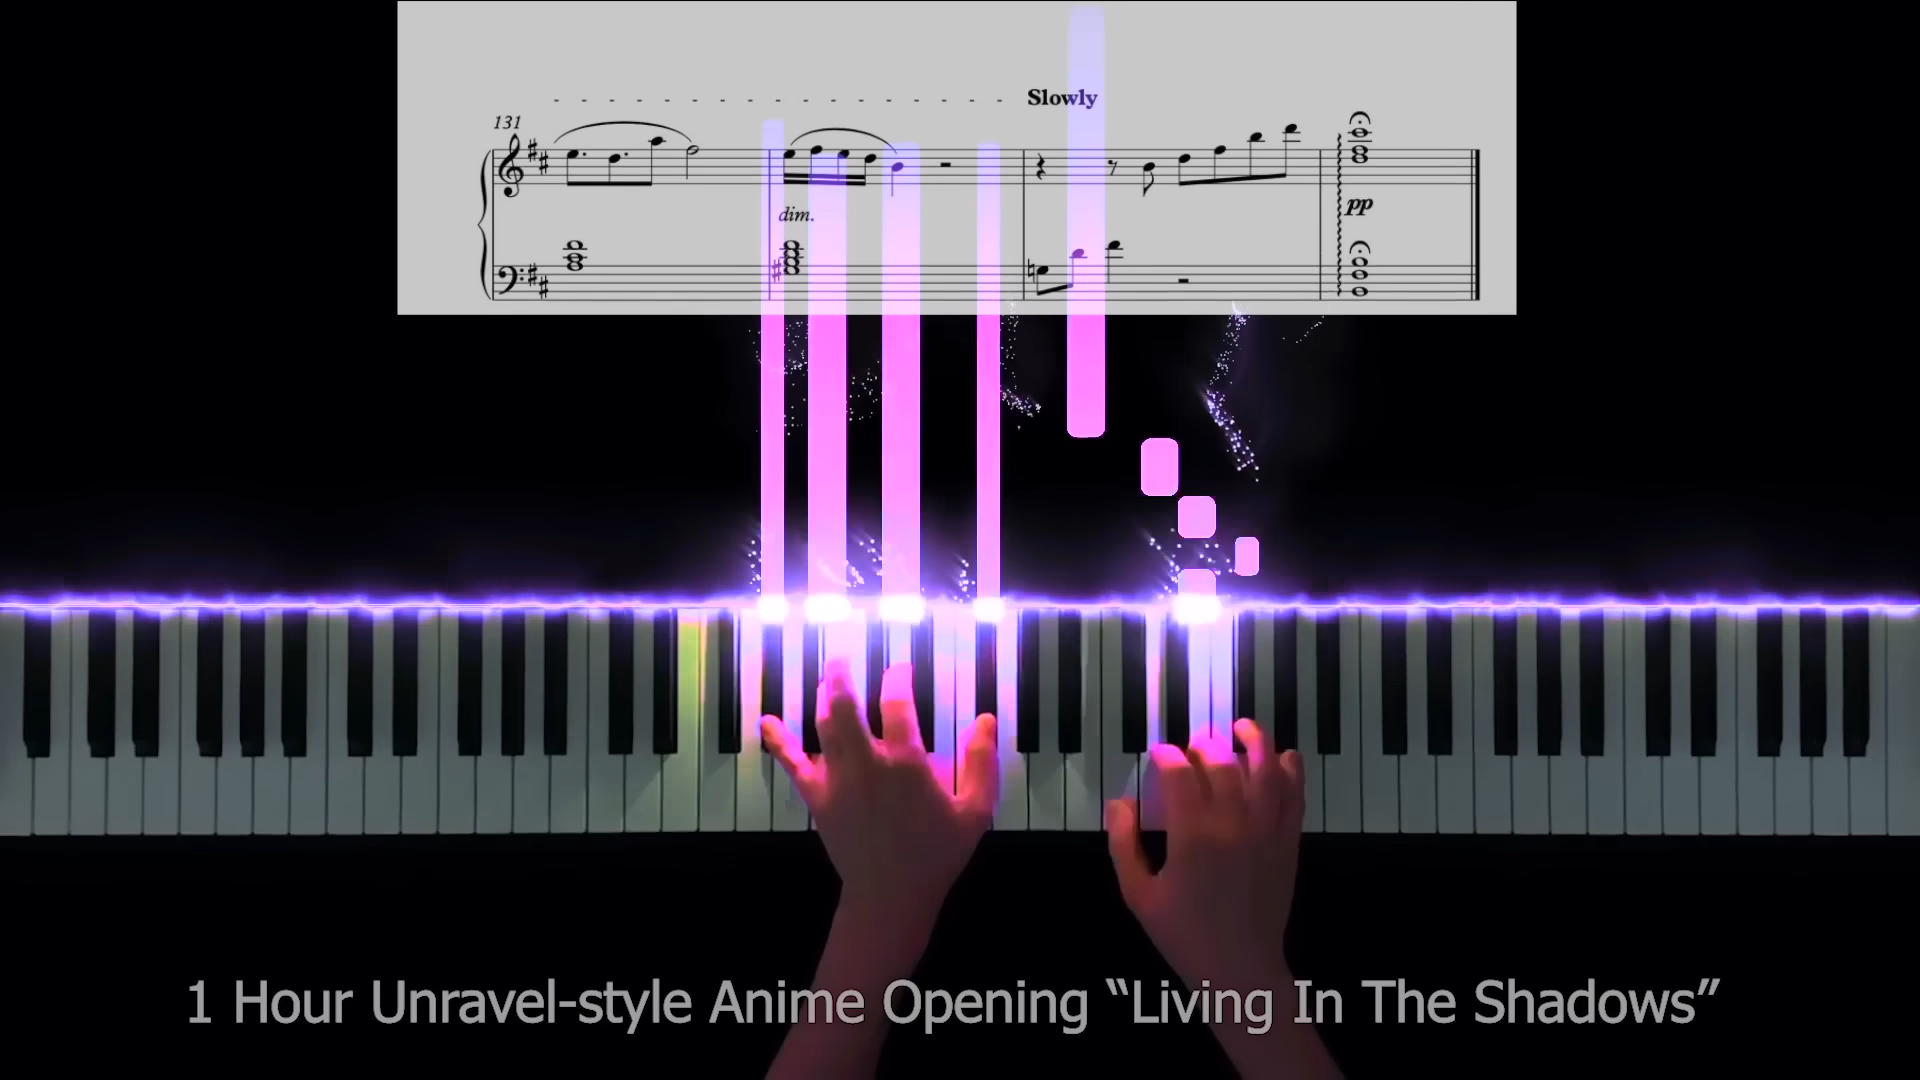 Slowly
131
dim.
pp
1 Hour Unravel-style Anime Opening “Living In The Shadows”